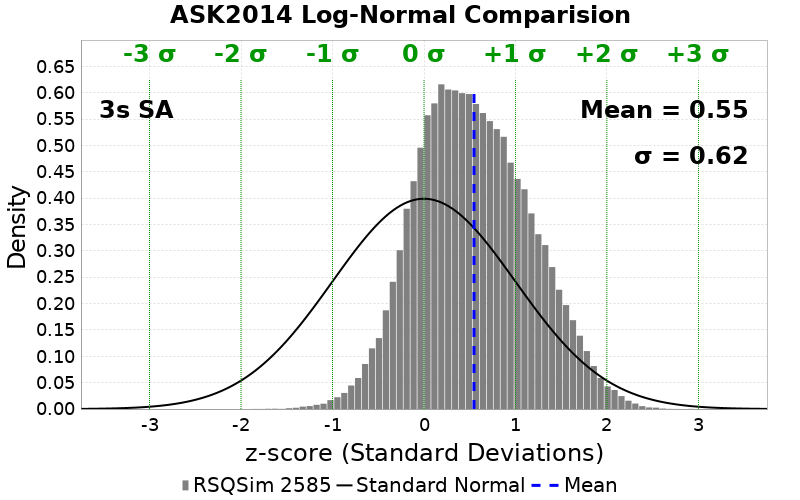 ASK2014 Log-Normal Comparision
-3 σ -2 σ -1 σ 0 σ +1 σ +2 σ +3 σ
3s SA
Mean = 0.55
σ = 0.62
Density
0.65
0.60
0.55
0.50
0.45
0.40
0.35
0.30
0.25
0.20
0.15
0.10
0.05
0.00
-3 -2 -1 0 1 2 3
z-score (Standard Deviations)
RSQSim 2585 Standard Normal Mean